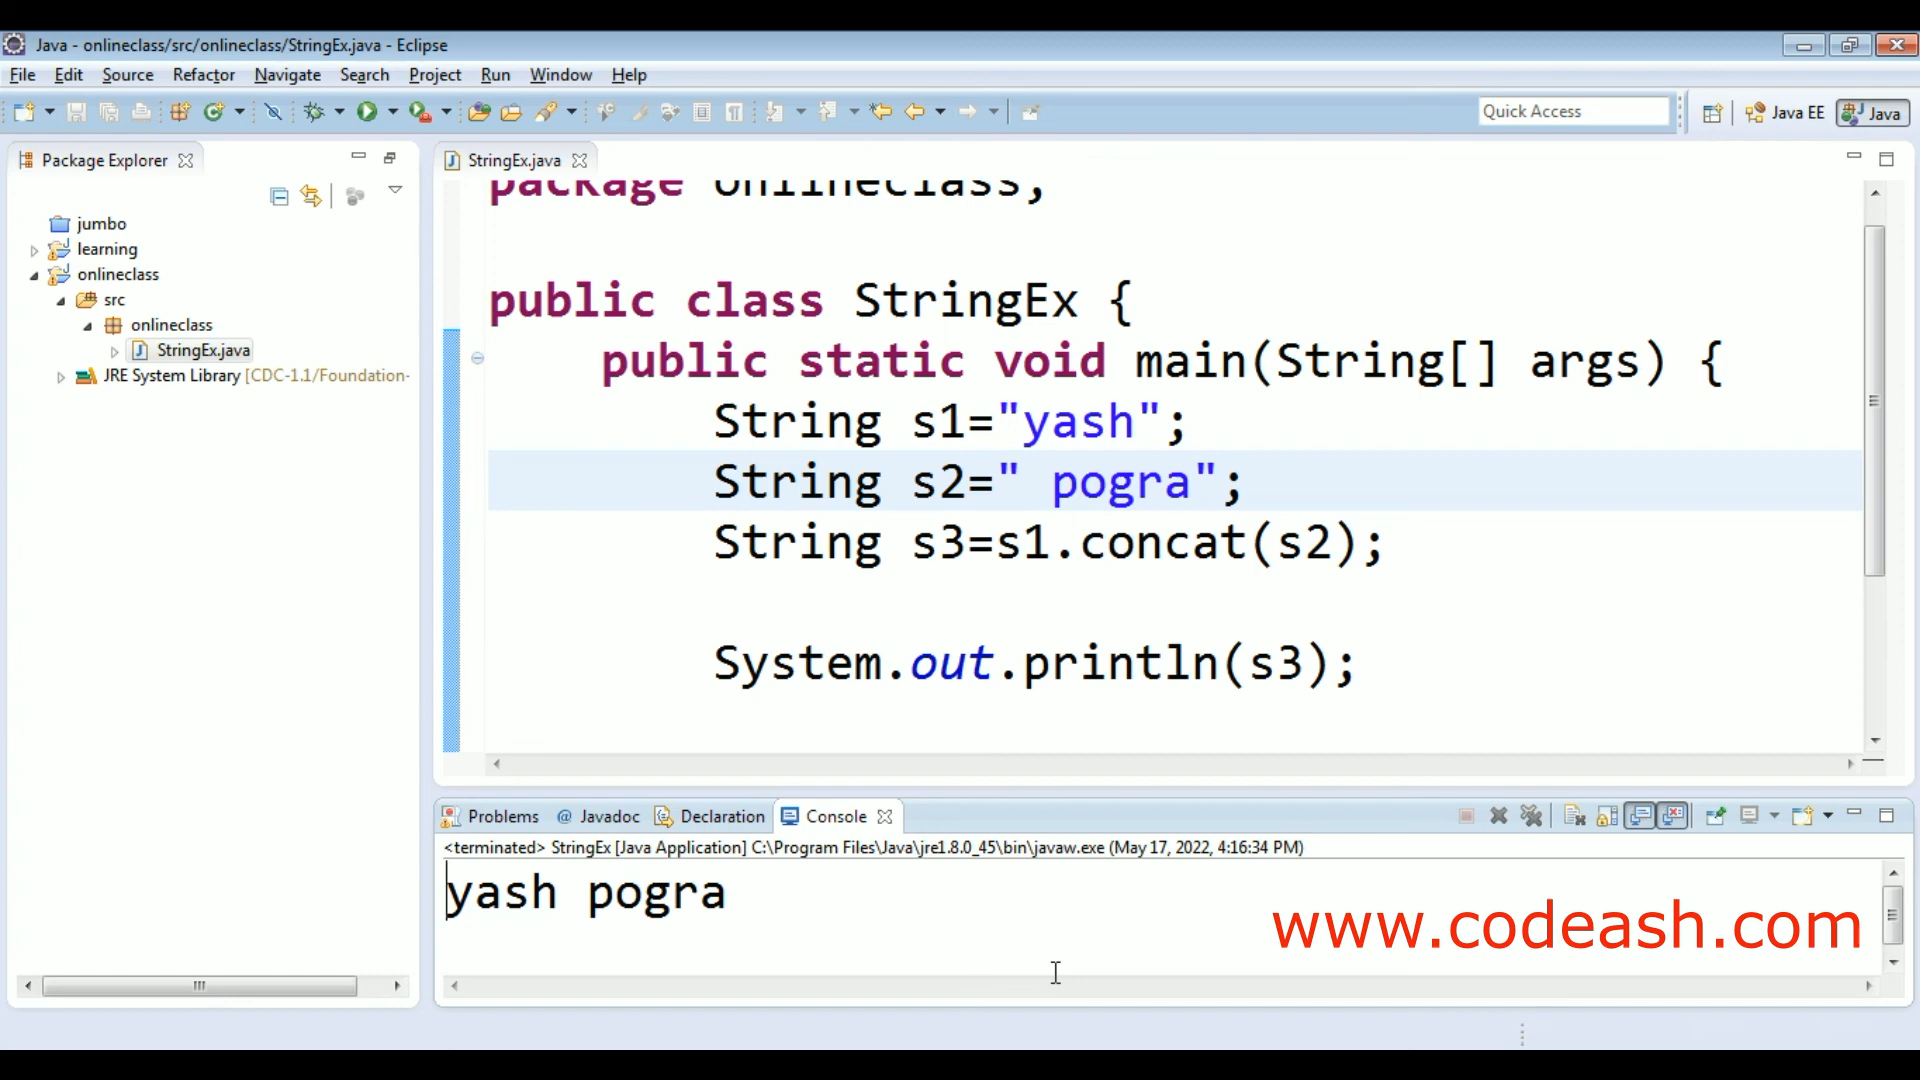 Java - onlineclass/src/onlineclass/StringEx.java - Eclipse
File Edit Source Refactor Navigate Search Project Run Window Help
Quick Access
Java EE
Java
Package Explorer
jumbo
learning
onlineclass
src
onlineclass
StringEx.java
JRE System Library [CDC-1.1/Foundation-
StringEx.java
package onlineclass;
public class StringEx {
public static void main(String[] args) {
String s1="yash";
String s2=" pogra";
String s3=s1.concat(s2);
System.out.println(s3);
Problems @ Javadoc Declaration Console
<terminated> StringEx [Java Application] C:\Program Files\Java\jre1.8.0_45\bin\javaw.exe (May 17, 2022, 4:16:34 PM)
yash pogra
www.codeash.com